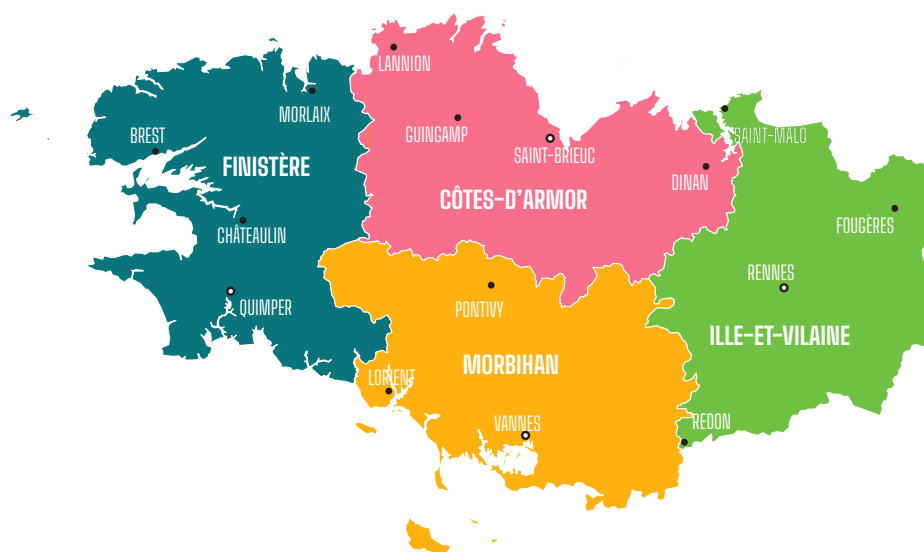 LANNION
MORLAIX
GUINGAMP
BREST
SAINT-MALO
SAINT-BRIEUC
FINISTÈRE
DINAN
CÔTES-D’ARMOR
FOUGÈRES
CHÂTEAULIN
RENNES
QUIMPER
PONTIVY
ILLE-ET-VILAINE
MORBIHAN
LORIENT
VANNES
REDON